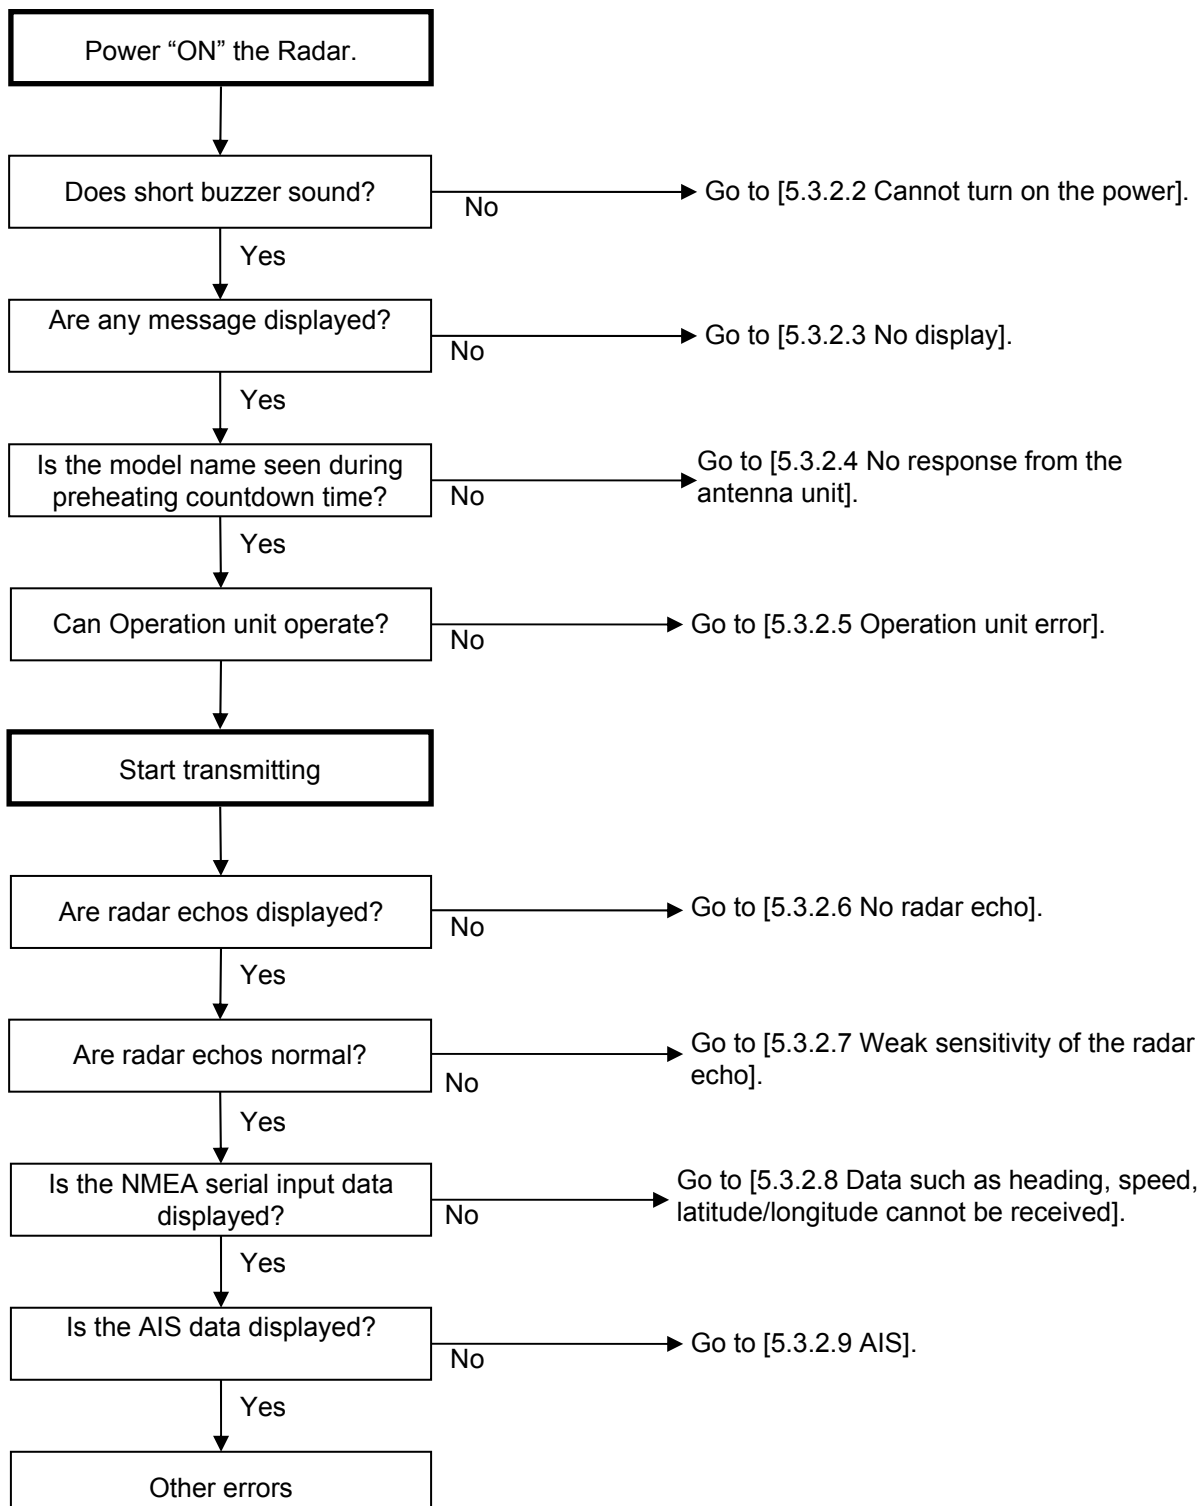 Power “ON” the Radar.
Does short buzzer sound?
No
Go to [5.3.2.2 Cannot turn on the power].
Yes
Are any message displayed?
No
Go to [5.3.2.3 No display].
Yes
Is the model name seen during
preheating countdown time?
No
Go to [5.3.2.4 No response from the
antenna unit].
Yes
Can Operation unit operate?
No
Go to [5.3.2.5 Operation unit error].
Start transmitting
Are radar echos displayed?
No
Go to [5.3.2.6 No radar echo].
Yes
Are radar echos normal?
No
Go to [5.3.2.7 Weak sensitivity of the radar
echo].
Yes
Is the NMEA serial input data
displayed?
No
Go to [5.3.2.8 Data such as heading, speed,
latitude/longitude cannot be received].
Yes
Is the AIS data displayed?
No
Go to [5.3.2.9 AIS].
Yes
Other errors